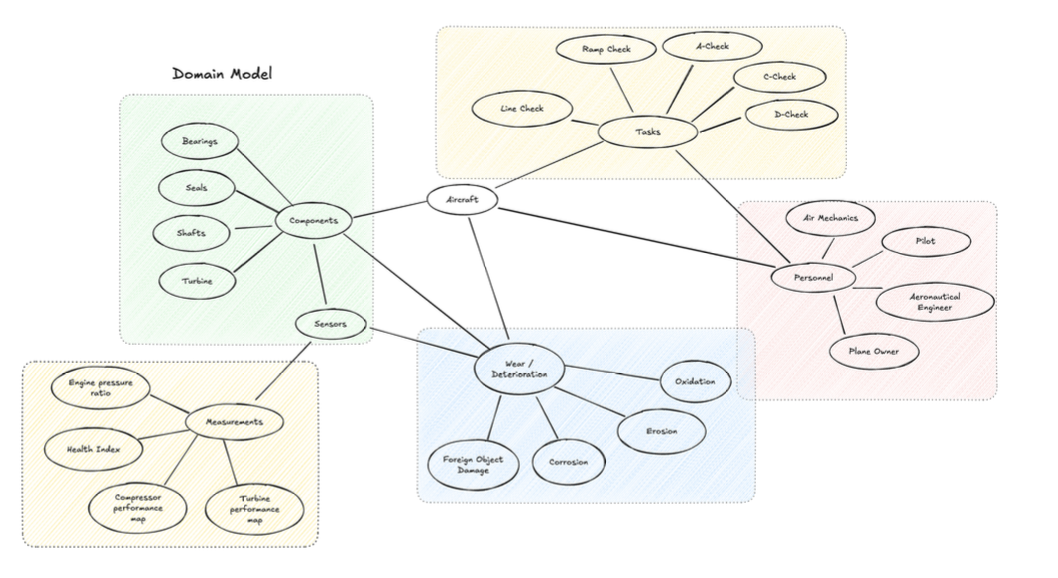 Domain Model
Bearings
Seals
Shafts
Turbine
Components
Sensors
Aircraft
Line Check
Ramp Check
A-Check
C-Check
D-Check
Tasks
Air Mechanics
Pilot
Personnel
Aeronautical
Engineer
Plane Owner
Wear /
Deterioration
Oxidation
Erosion
Corrosion
Foreign Object
Damage
Engine pressure
ratio
Measurements
Health Index
Compressor
performance
map
Turbine
performance
map